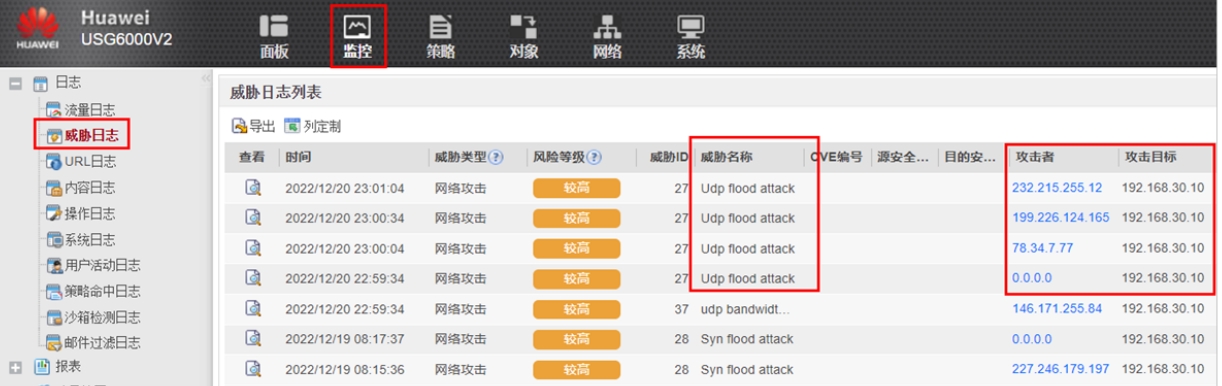 Huawei
USG6000V2
HUAWEI
面板 监控 策略 对象 网络 系统
日志
流量日志
威胁日志
URL日志
内容日志
操作日志
系统日志
用户活动日志
策略命中日志
沙箱检测日志
邮件过滤日志
报表
威胁日志列表
导出 列定制
查看 时间 威胁类型 风险等级 威胁ID 威胁名称 CVE编号 源安全... 目的安... 攻击者 攻击目标
2022/12/20 23:01:04 网络攻击 较高 27 Udp flood attack 232.215.255.12 192.168.30.10
2022/12/20 23:00:34 网络攻击 较高 27 Udp flood attack 199.226.124.165 192.168.30.10
2022/12/20 23:00:04 网络攻击 较高 27 Udp flood attack 78.34.7.77 192.168.30.10
2022/12/20 22:59:34 网络攻击 较高 27 Udp flood attack 0.0.0.0 192.168.30.10
2022/12/20 22:59:34 网络攻击 较高 37 udp bandwidt... 146.171.255.84 192.168.30.10
2022/12/19 08:17:37 网络攻击 较高 28 Syn flood attack 0.0.0.0 192.168.30.10
2022/12/19 08:15:36 网络攻击 较高 28 Syn flood attack 227.246.179.197 192.168.30.10